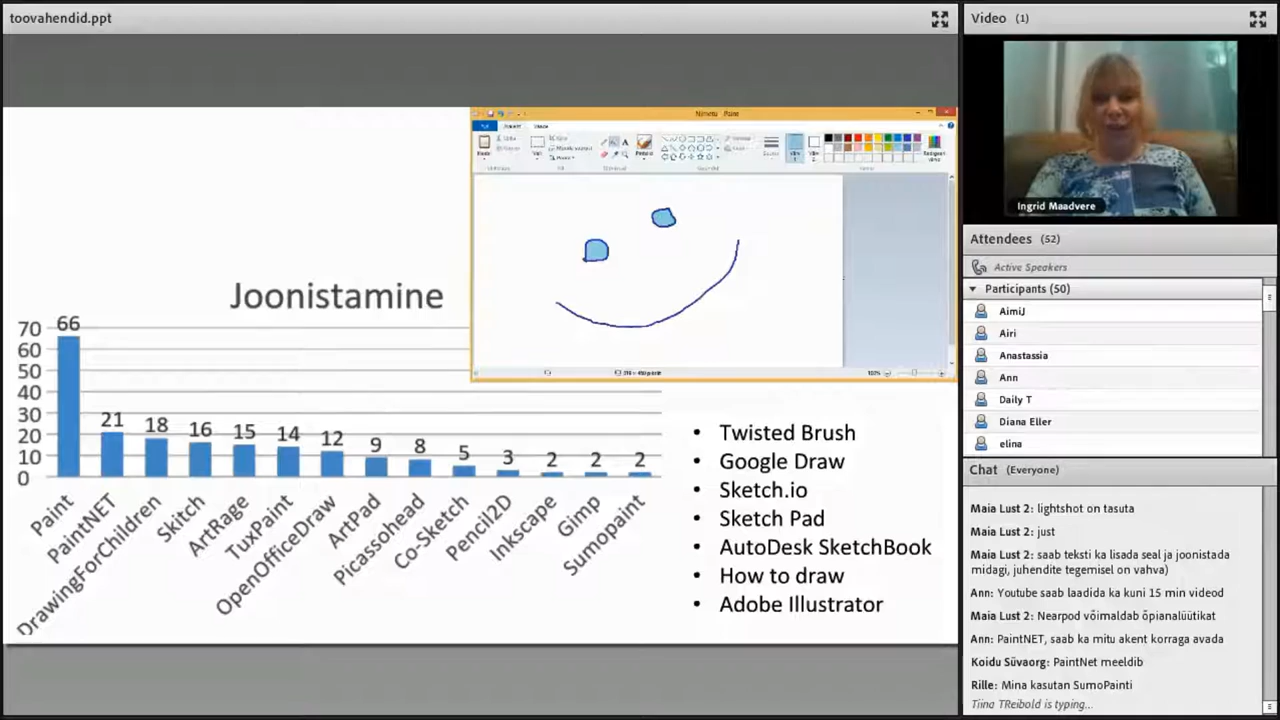 toovahendid.ppt
Joonistamine
70
60
50
40
30
20
10
0
66
21
18
16
15
14
12
9
8
5
3
2
2
2
Paint
PaintNET
DrawingForChildren
Skitch
ArtRage
TuxPaint
OpenOfficeDraw
ArtPad
Picassohead
Co-Sketch
Pencil2D
Inkscape
Gimp
Sumopaint
• Twisted Brush
• Google Draw
• Sketch.io
• Sketch Pad
• AutoDesk SketchBook
• How to draw
• Adobe Illustrator
Video (1)
Ingrid Maadvere
Attendees (52)
Active Speakers
Participants (50)
AimiJ
Airi
Anastassia
Ann
Daily T
Diana Eller
elina
Chat (Everyone)
Maia Lust 2: lightshot on tasuta
Maia Lust 2: just
Maia Lust 2: saab teksti ka lisada seal ja joonistada
midagi, juhendite tegemisel on vahva)
Ann: Youtube saab laadida ka kuni 15 min videod
Maia Lust 2: Nearpod võimaldab õpianalüütikat
Ann: PaintNET, saab ka mitu akent korraga avada
Koidu Süvaorg: PaintNet meeldib
Rille: Mina kasutan SumoPainti
Tiina TReibold is typing...